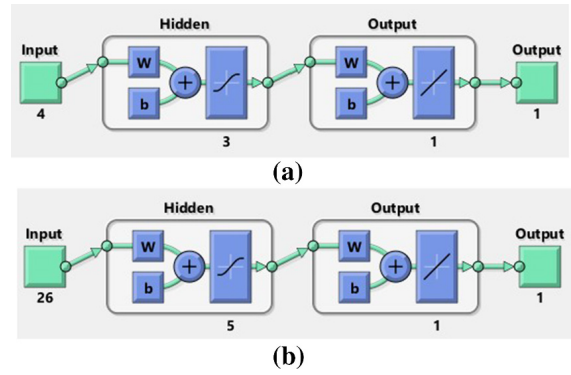 Hidden Output
Input Output
W W
b b
4 3 1 1
(a)
Hidden Output
Input Output
W W
b b
26 5 1 1
(b)